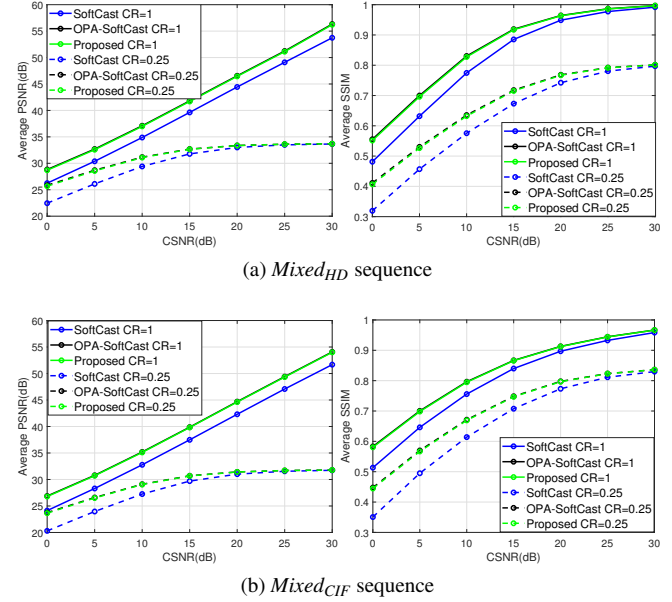 60
55
50
45
40
35
30
25
20
Average PSNR(dB)
SoftCast CR=1
OPA-SoftCast CR=1
Proposed CR=1
SoftCast CR=0.25
OPA-SoftCast CR=0.25
Proposed CR=0.25
0 5 10 15 20 25 30
CSNR(dB)
1
0.9
0.8
0.7
0.6
0.5
0.4
0.3
Average SSIM
SoftCast CR=1
OPA-SoftCast CR=1
Proposed CR=1
SoftCast CR=0.25
OPA-SoftCast CR=0.25
Proposed CR=0.25
0 5 10 15 20 25 30
CSNR(dB)
(a) Mixed_HD sequence
60
55
50
45
40
35
30
25
20
Average PSNR(dB)
SoftCast CR=1
OPA-SoftCast CR=1
Proposed CR=1
SoftCast CR=0.25
OPA-SoftCast CR=0.25
Proposed CR=0.25
0 5 10 15 20 25 30
CSNR(dB)
1
0.9
0.8
0.7
0.6
0.5
0.4
0.3
Average SSIM
SoftCast CR=1
OPA-SoftCast CR=1
Proposed CR=1
SoftCast CR=0.25
OPA-SoftCast CR=0.25
Proposed CR=0.25
0 5 10 15 20 25 30
CSNR(dB)
(b) Mixed_CIF sequence